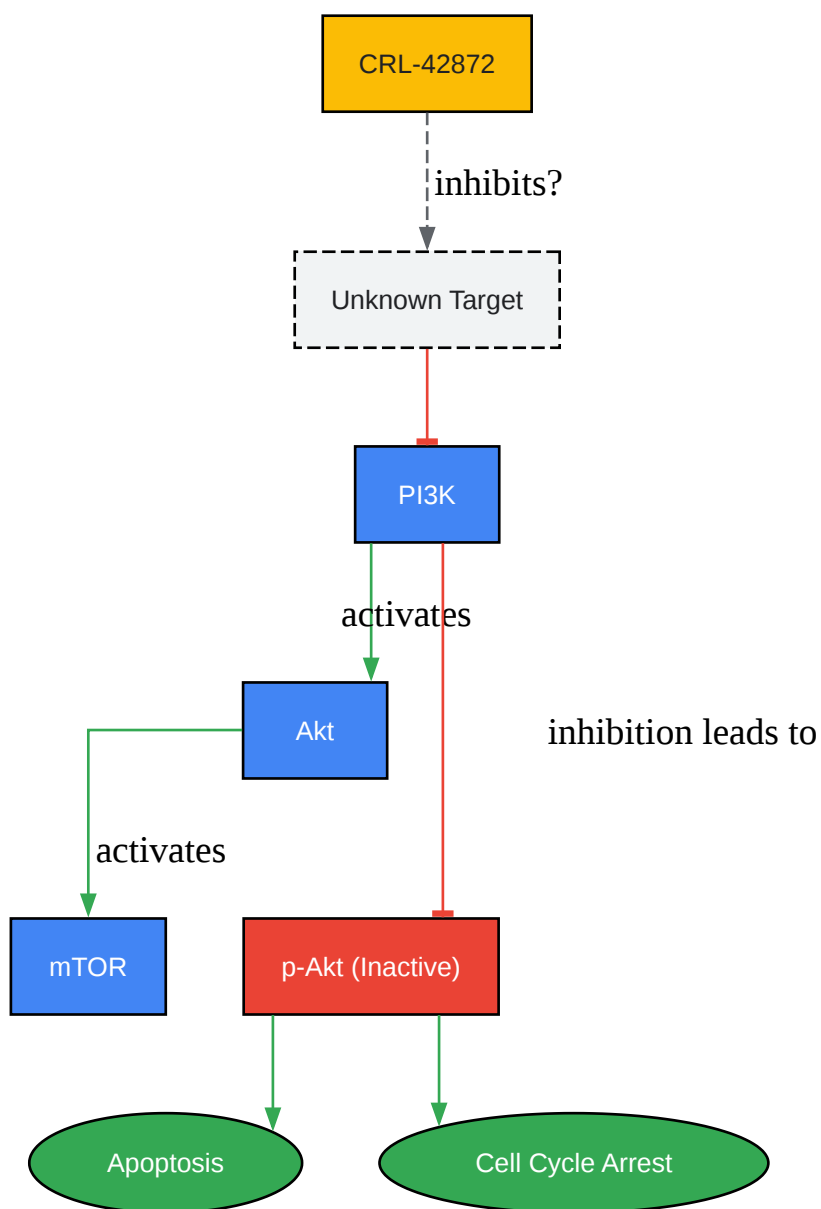 CRL-42872
inhibits?
Unknown Target
PI3K
activates
Akt
inhibition leads to
activates
mTOR
p-Akt (Inactive)
Apoptosis
Cell Cycle Arrest